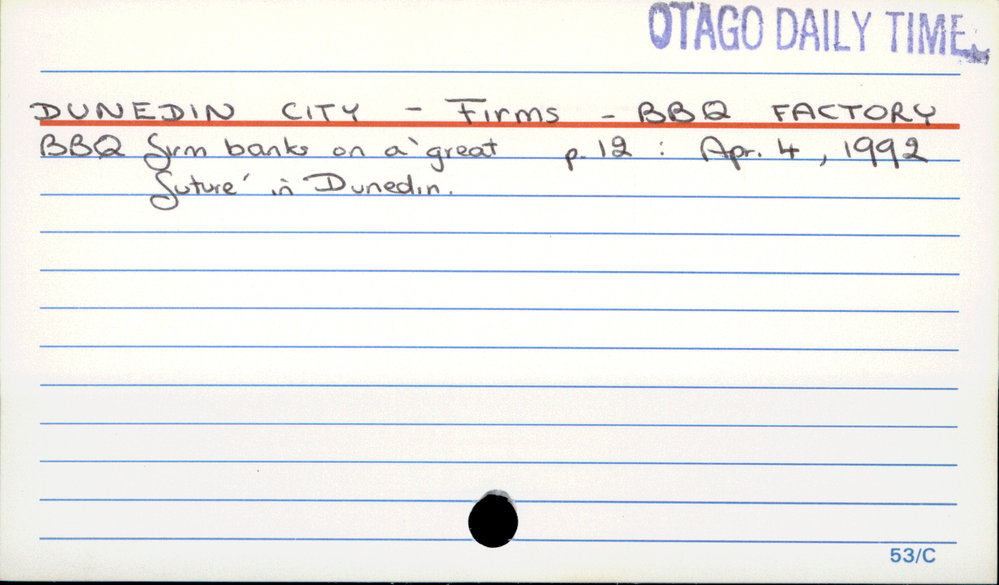 OTAGO DAILY TIMES
DUNEDIN CITY - Firms - BBQ FACTORY
BBQ firm banks on a 'great p. 12 : Apr. 4, 1992
future' in Dunedin.
53/C